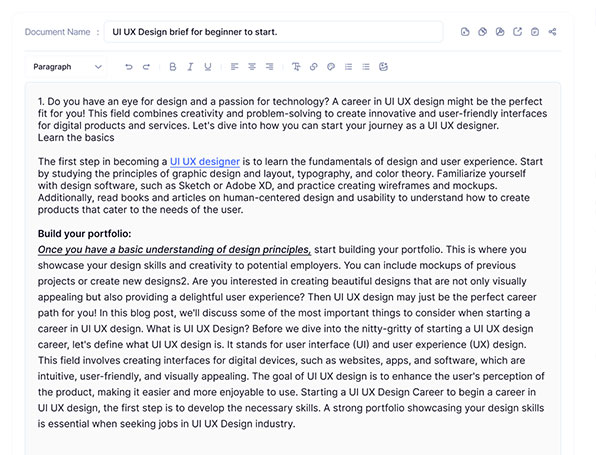 Document Name :
UI UX Design brief for beginner to start.
Paragraph
B I U
1. Do you have an eye for design and a passion for technology? A career in UI UX design might be the perfect
fit for you! This field combines creativity and problem-solving to create innovative and user-friendly interfaces
for digital products and services. Let's dive into how you can start your journey as a UI UX designer.
Learn the basics
The first step in becoming a UI UX designer is to learn the fundamentals of design and user experience. Start
by studying the principles of graphic design and layout, typography, and color theory. Familiarize yourself
with design software, such as Sketch or Adobe XD, and practice creating wireframes and mockups.
Additionally, read books and articles on human-centered design and usability to understand how to create
products that cater to the needs of the user.
Build your portfolio:
Once you have a basic understanding of design principles, start building your portfolio. This is where you
showcase your design skills and creativity to potential employers. You can include mockups of previous
projects or create new designs2. Are you interested in creating beautiful designs that are not only visually
appealing but also providing a delightful user experience? Then UI UX design may just be the perfect career
path for you! In this blog post, we'll discuss some of the most important things to consider when starting a
career in UI UX design. What is UI UX Design? Before we dive into the nitty-gritty of starting a UI UX design
career, let's define what UI UX design is. It stands for user interface (UI) and user experience (UX) design.
This field involves creating interfaces for digital devices, such as websites, apps, and software, which are
intuitive, user-friendly, and visually appealing. The goal of UI UX design is to enhance the user's perception of
the product, making it easier and more enjoyable to use. Starting a UI UX Design Career to begin a career in
UI UX design, the first step is to develop the necessary skills. A strong portfolio showcasing your design skills
is essential when seeking jobs in UI UX Design industry.